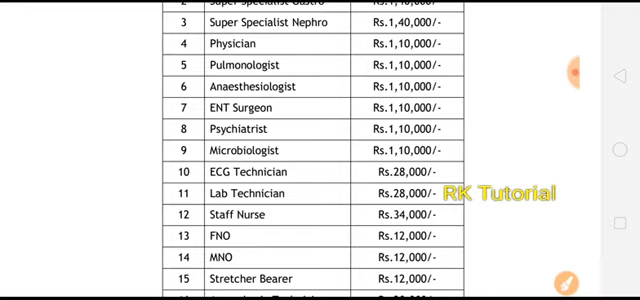 3 Super Specialist Nephro Rs.1,40,000/-
4 Physician Rs.1,10,000/-
5 Pulmonologist Rs.1,10,000/-
6 Anaesthesiologist Rs.1,10,000/-
7 ENT Surgeon Rs.1,10,000/-
8 Psychiatrist Rs.1,10,000/-
9 Microbiologist Rs.1,10,000/-
10 ECG Technician Rs.28,000/-
11 Lab Technician Rs.28,000/- RK Tutorial
12 Staff Nurse Rs.34,000/-
13 FNO Rs.12,000/-
14 MNO Rs.12,000/-
15 Stretcher Bearer Rs.12,000/-